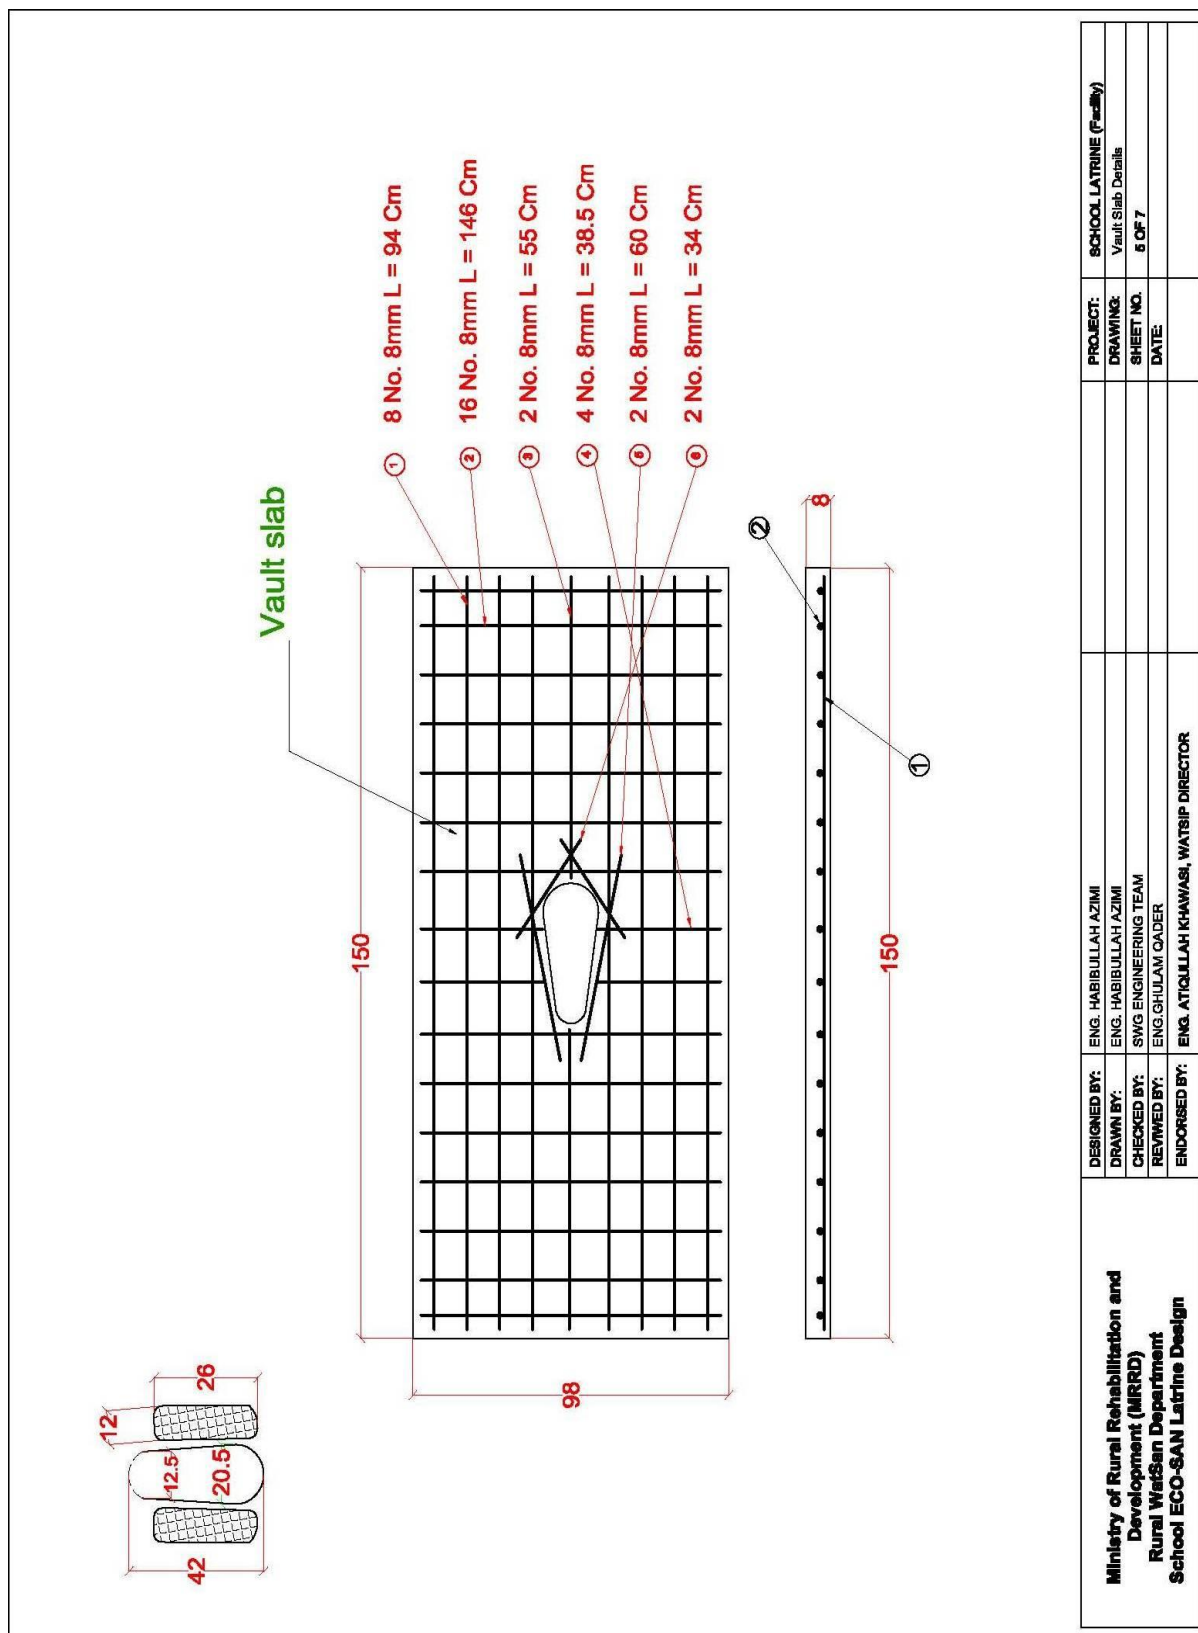 Vault slab
150
98
8 No. 8mm L = 94 Cm
16 No. 8mm L = 146 Cm
2 No. 8mm L = 55 Cm
4 No. 8mm L = 38.5 Cm
2 No. 8mm L = 60 Cm
2 No. 8mm L = 34 Cm
1
2
3
4
5
6
150
8
1
2
42
12.5
20.5
12
26
Ministry of Rural Rehabilitation and
Development (MRRD)
Rural WatSan Department
School ECO-SAN Latrine Design
DESIGNED BY: ENG. HABIBULLAH AZIMI
DRAWN BY: ENG. HABIBULLAH AZIMI
CHECKED BY: SWG ENGINEERING TEAM
REVIWED BY: ENG.GHULAM QADER
ENDORSED BY: ENG. ATIQULLAH KHAWASI, WATSIP DIRECTOR
PROJECT: SCHOOL LATRINE (Facility)
DRAWING: Vault Slab Details
SHEET NO. 5 OF 7
DATE: